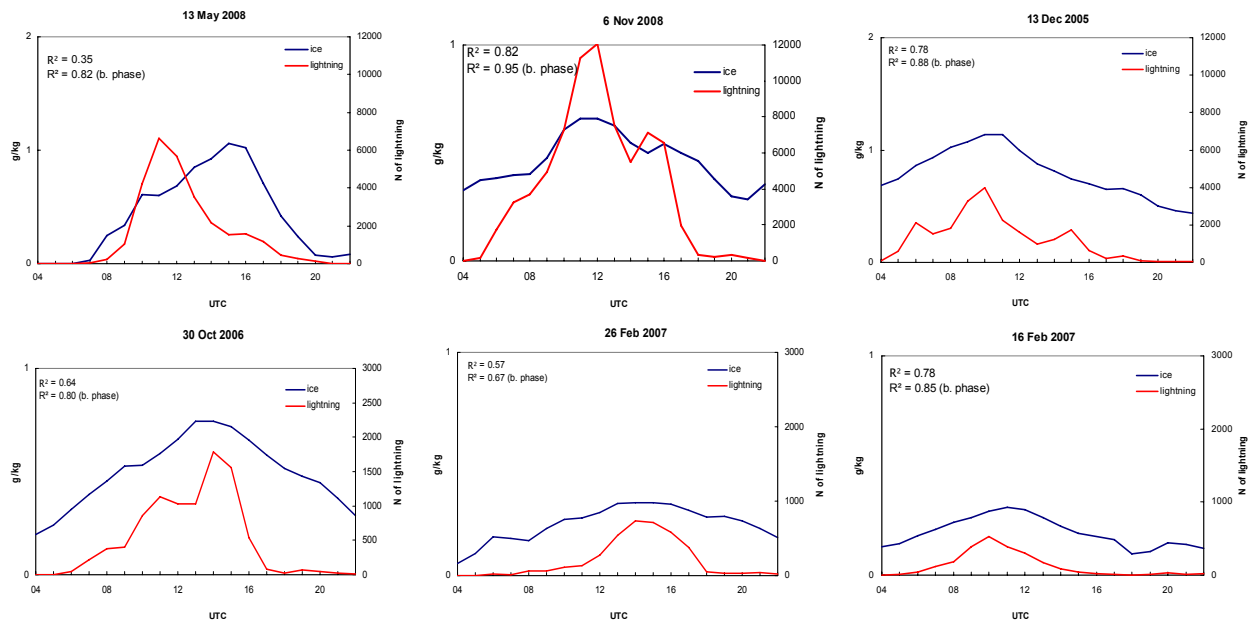 13 May 2008
R² = 0.35
R² = 0.82 (b. phase)
ice
lightning
g/kg
N of lightning
2
1
0
12000
10000
8000
6000
4000
2000
0
04 08 12 16 20
UTC
6 Nov 2008
R² = 0.82
R² = 0.95 (b. phase)
ice
lightning
g/kg
N of lightning
1
0
12000
10000
8000
6000
4000
2000
0
04 08 12 16 20
UTC
13 Dec 2005
R² = 0.78
R² = 0.88 (b. phase)
ice
lightning
g/kg
N of lightning
2
1
0
12000
10000
8000
6000
4000
2000
0
04 08 12 16 20
UTC
30 Oct 2006
R² = 0.64
R² = 0.80 (b. phase)
ice
lightning
g/kg
N of lightning
1
0
3000
2500
2000
1500
1000
500
0
04 08 12 16 20
UTC
26 Feb 2007
R² = 0.57
R² = 0.67 (b. phase)
ice
lightning
g/kg
N of lightning
1
0
3000
2000
1000
0
04 08 12 16 20
UTC
16 Feb 2007
R² = 0.78
R² = 0.85 (b. phase)
ice
lightning
g/kg
N of lightning
1
0
3000
2000
1000
0
04 08 12 16 20
UTC